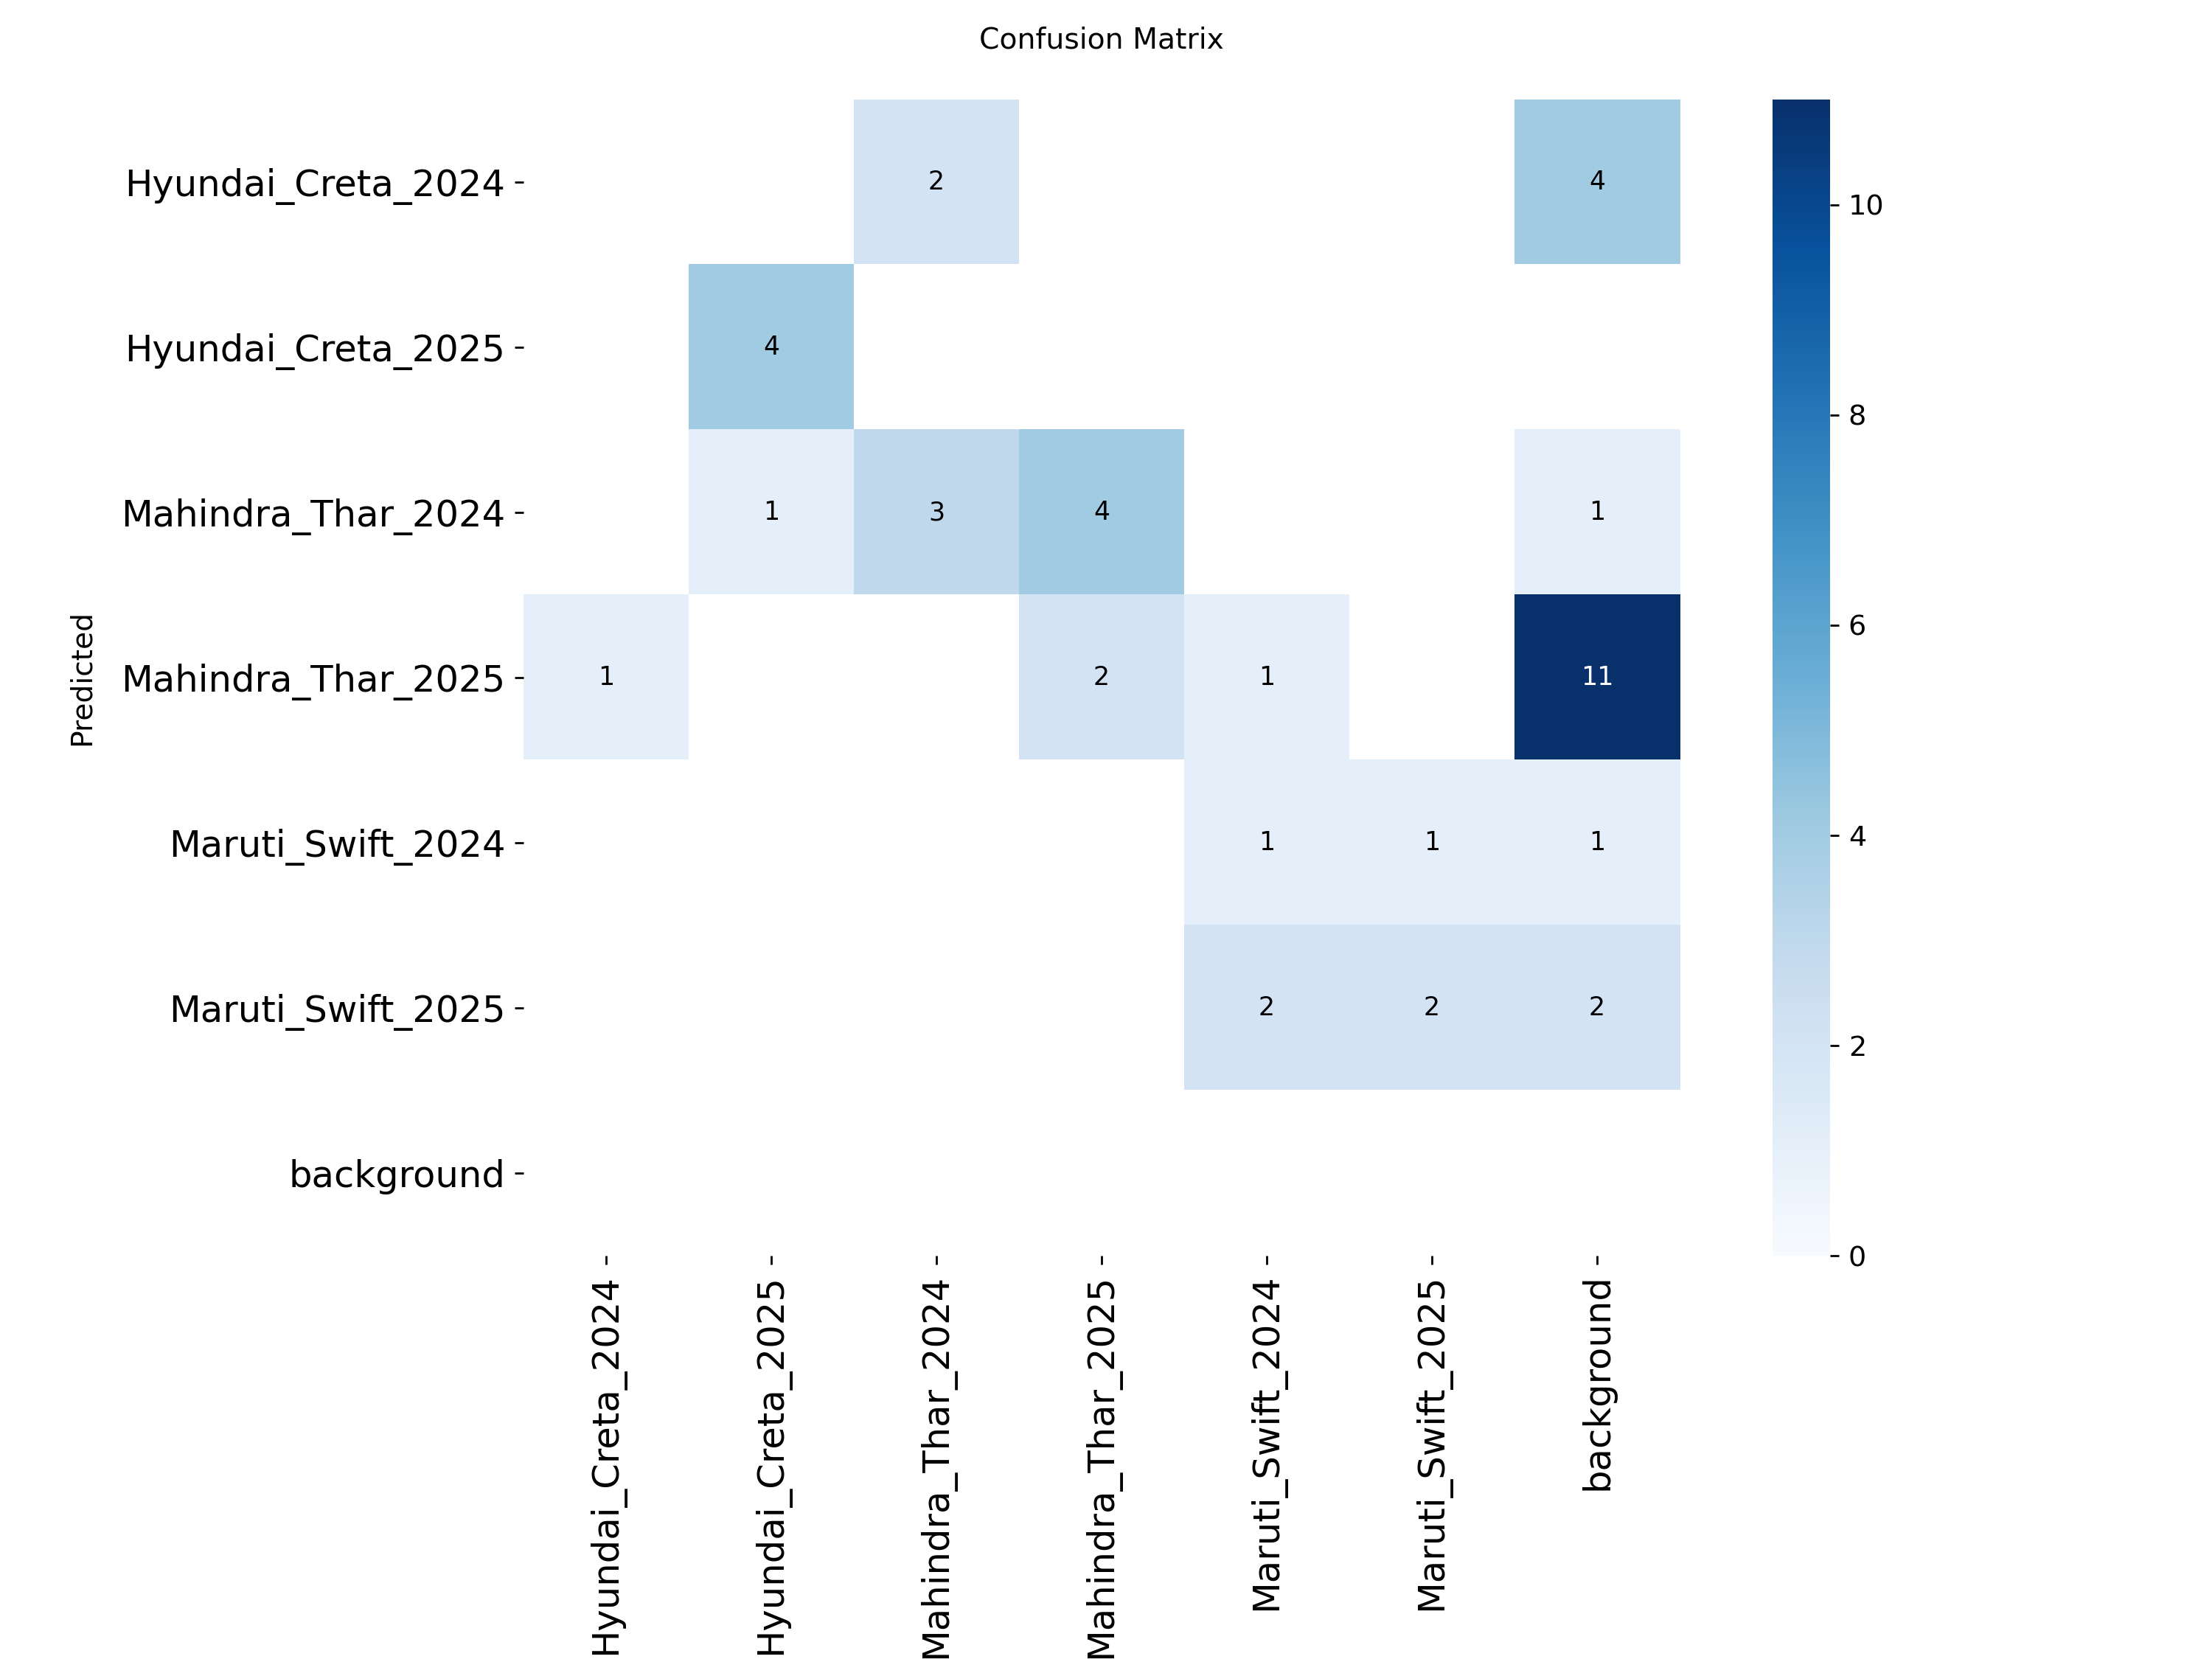 Confusion Matrix
Hyundai_Creta_2024 2 4
Hyundai_Creta_2025 4
Mahindra_Thar_2024 1 3 4 1
Mahindra_Thar_2025 1 2 1 11
Maruti_Swift_2024 1 1 1
Maruti_Swift_2025 2 2 2
background
Predicted
Hyundai_Creta_2024
Hyundai_Creta_2025
Mahindra_Thar_2024
Mahindra_Thar_2025
Maruti_Swift_2024
Maruti_Swift_2025
background
10
8
6
4
2
0